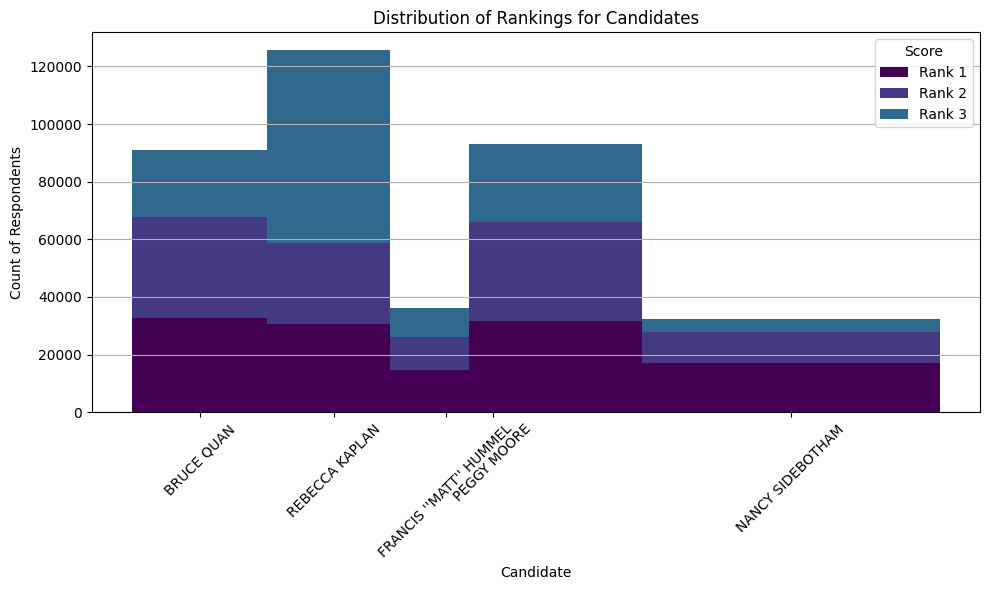 Distribution of Rankings for Candidates
Score
Rank 1
Rank 2
Rank 3
Count of Respondents
120000
100000
80000
60000
40000
20000
0
BRUCE QUAN
REBECCA KAPLAN
FRANCIS ''MATT'' HUMMEL
PEGGY MOORE
NANCY SIDEBOTHAM
Candidate